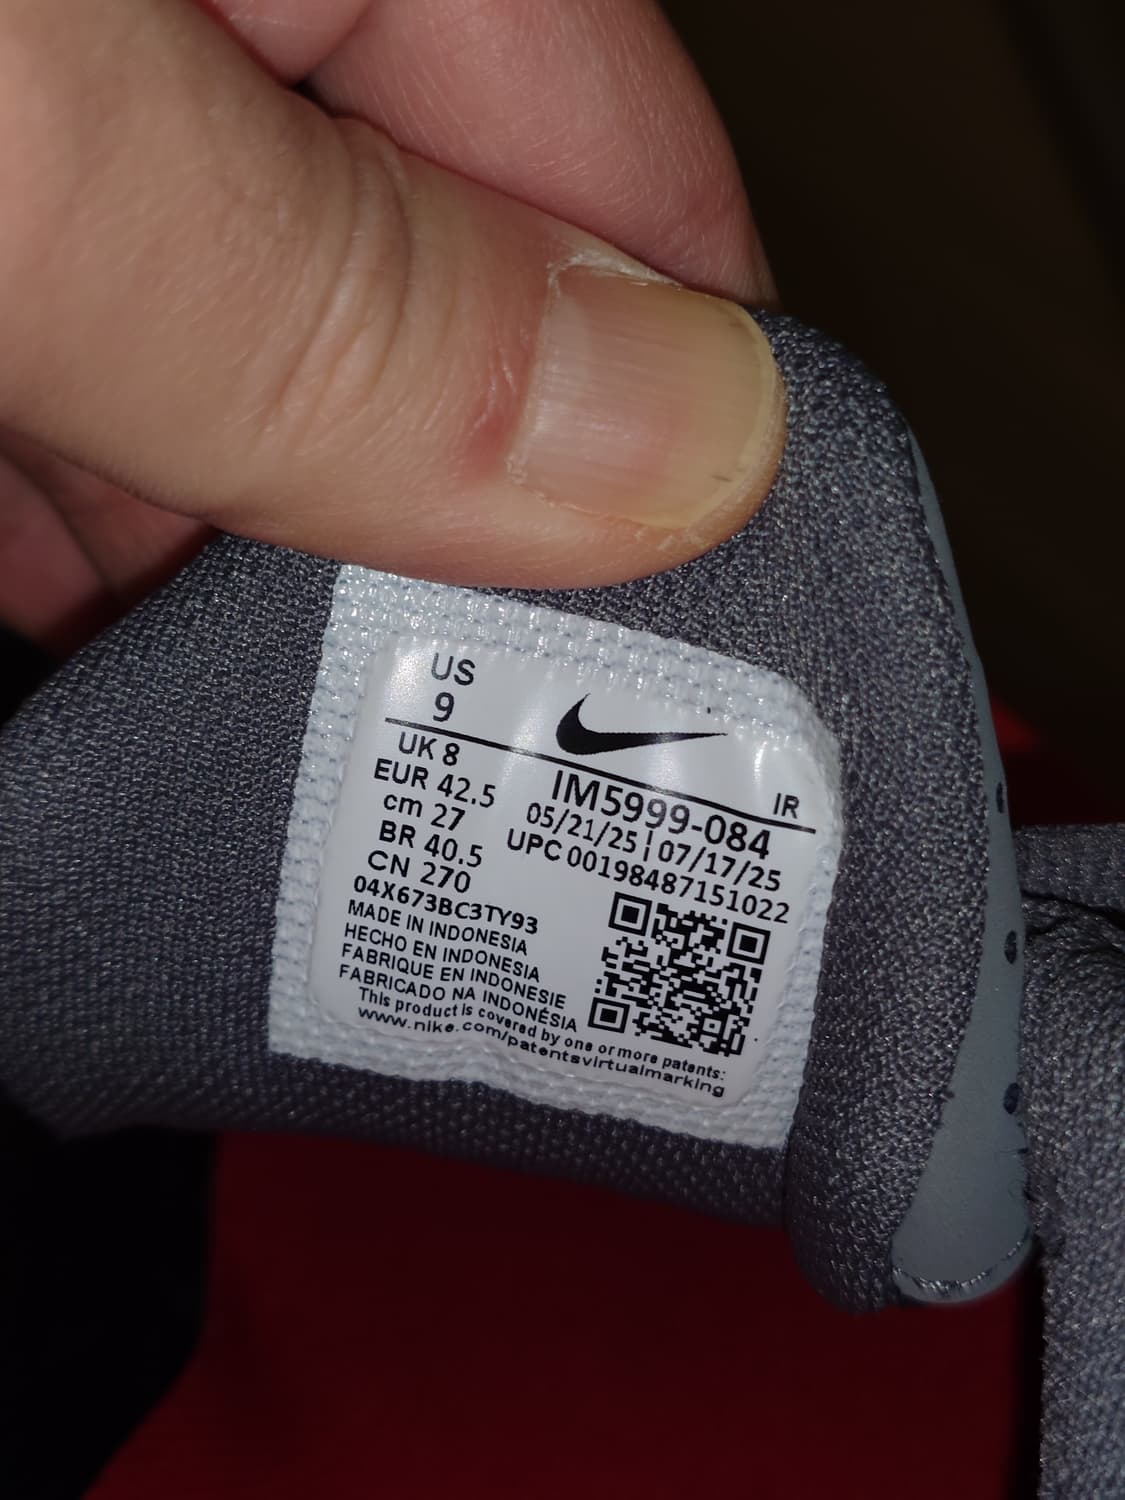 US
9
UK 8
EUR 42.5
cm 27
BR 40.5
CN 270
04X673BC3TY93
MADE IN INDONESIA
HECHO EN INDONESIA
FABRIQUE EN INDONESIE
FABRICADO NA INDONÉSIA
This product is covered by one or more patents:
www.nike.com/patentsvirtualmarking
IR
IM5999-084
05/21/25 | 07/17/25
UPC 00198487151022